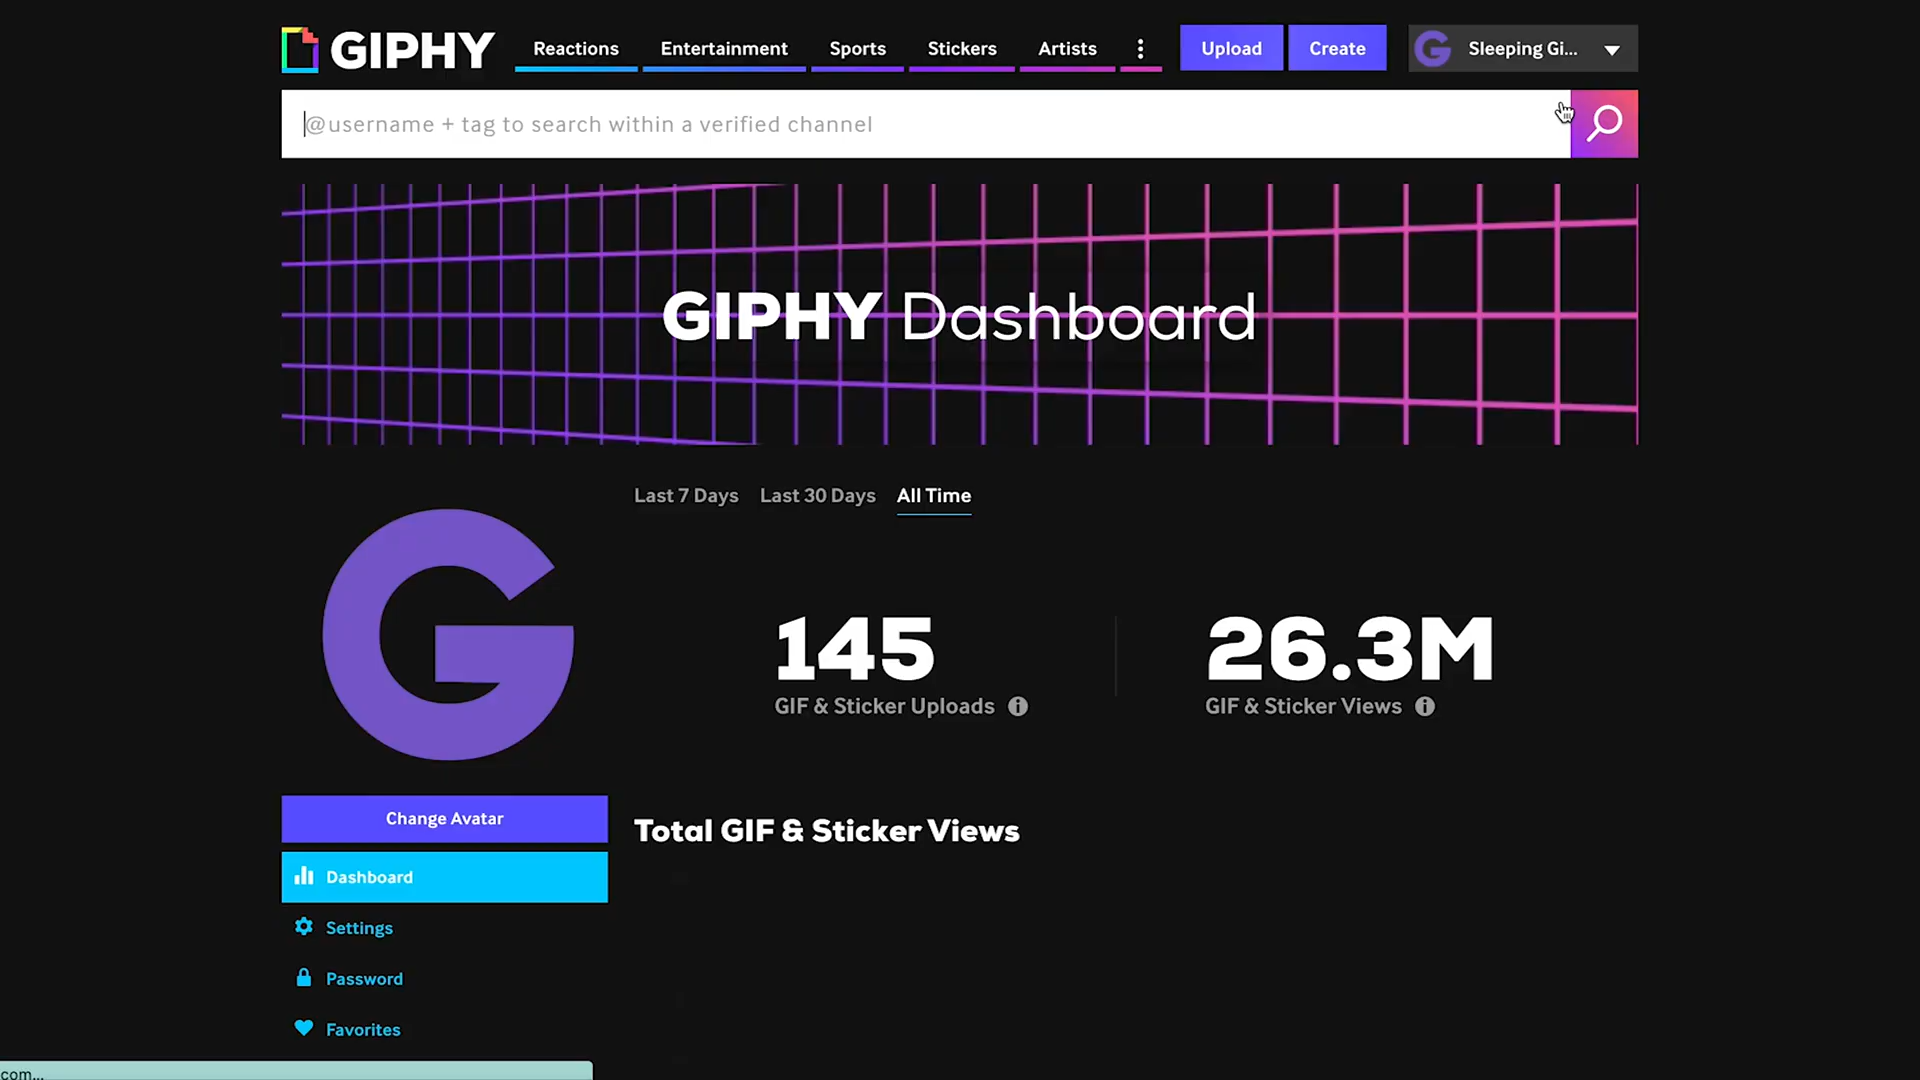 GIPHY Reactions Entertainment Sports Stickers Artists Upload Create Sleeping Gi...
@username + tag to search within a verified channel
GIPHY Dashboard
Last 7 Days Last 30 Days All Time
145 26.3M
GIF & Sticker Uploads GIF & Sticker Views
Change Avatar
Total GIF & Sticker Views
Dashboard
Settings
Password
Favorites
com...